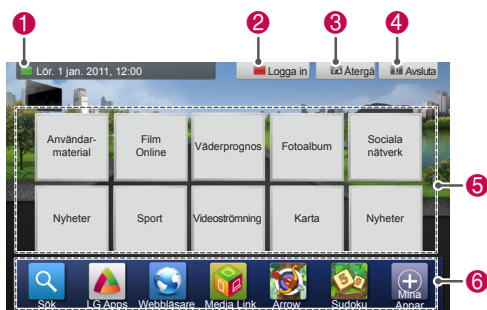 1 2 3 4
Lör. 1 jan. 2011, 12:00 Logga in Återgå Avsluta
Användar-
material
Film
Online
Väderprognos
Fotoalbum
Sociala
nätverk
5
Nyheter
Sport
Videoströmning
Karta
Nyheter
6
Sök
LG Apps
Webbläsare
Media Link
Arrow
Sudoku
Mina
Appar